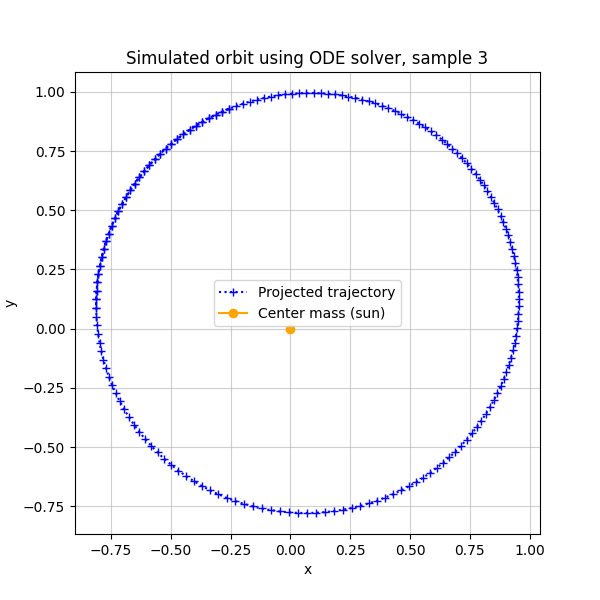 Simulated orbit using ODE solver, sample 3
1.00
0.75
0.50
0.25
0.00
−0.25
−0.50
−0.75
y
Projected trajectory
Center mass (sun)
−0.75 −0.50 −0.25 0.00 0.25 0.50 0.75 1.00
x